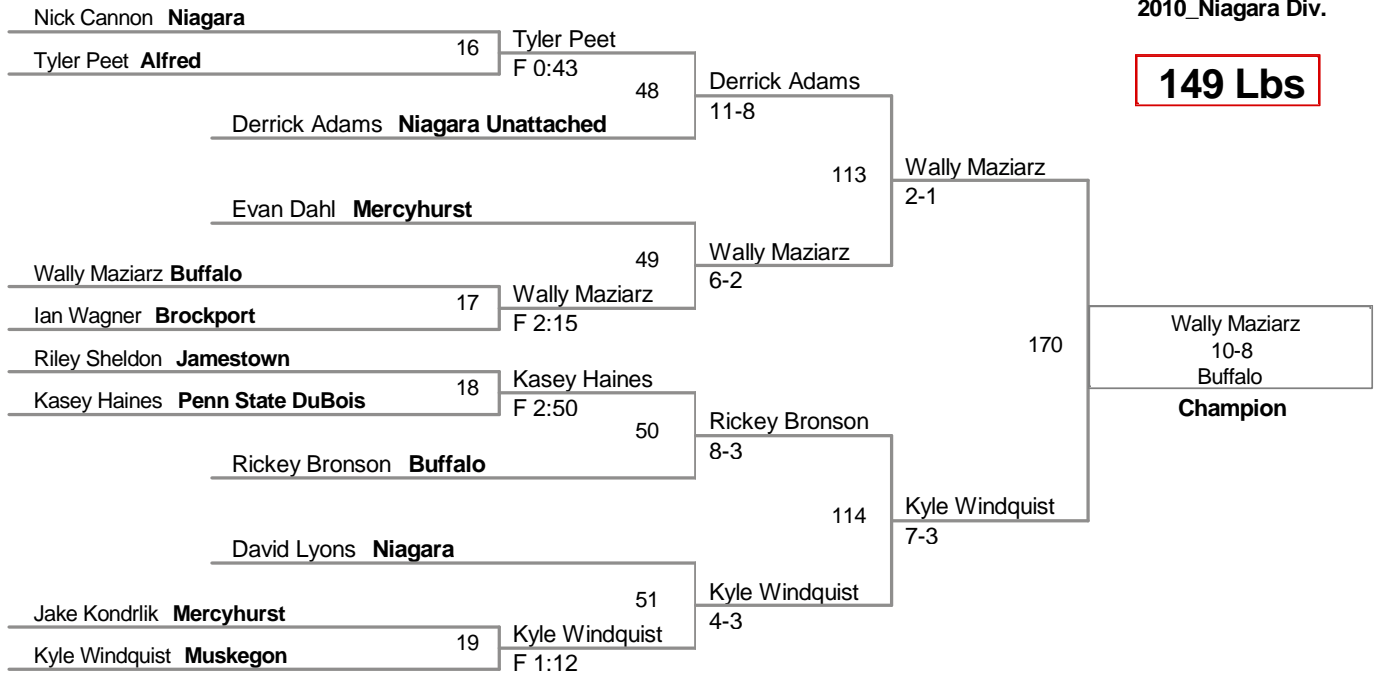 2010_Niagara Div.
149 Lbs
Nick Cannon Niagara
16
Tyler Peet Alfred
Tyler Peet
F 0:43
48
Derrick Adams Niagara Unattached
Derrick Adams
11-8
113
Evan Dahl Mercyhurst
49
Wally Maziarz Buffalo
17
Ian Wagner Brockport
Wally Maziarz
F 2:15
Wally Maziarz
6-2
Wally Maziarz
2-1
170
Riley Sheldon Jamestown
18
Kasey Haines Penn State DuBois
Kasey Haines
F 2:50
50
Rickey Bronson Buffalo
Rickey Bronson
8-3
114
David Lyons Niagara
51
Jake Kondrlik Mercyhurst
19
Kyle Windquist Muskegon
Kyle Windquist
F 1:12
Kyle Windquist
4-3
Kyle Windquist
7-3
Wally Maziarz
10-8
Buffalo
Champion